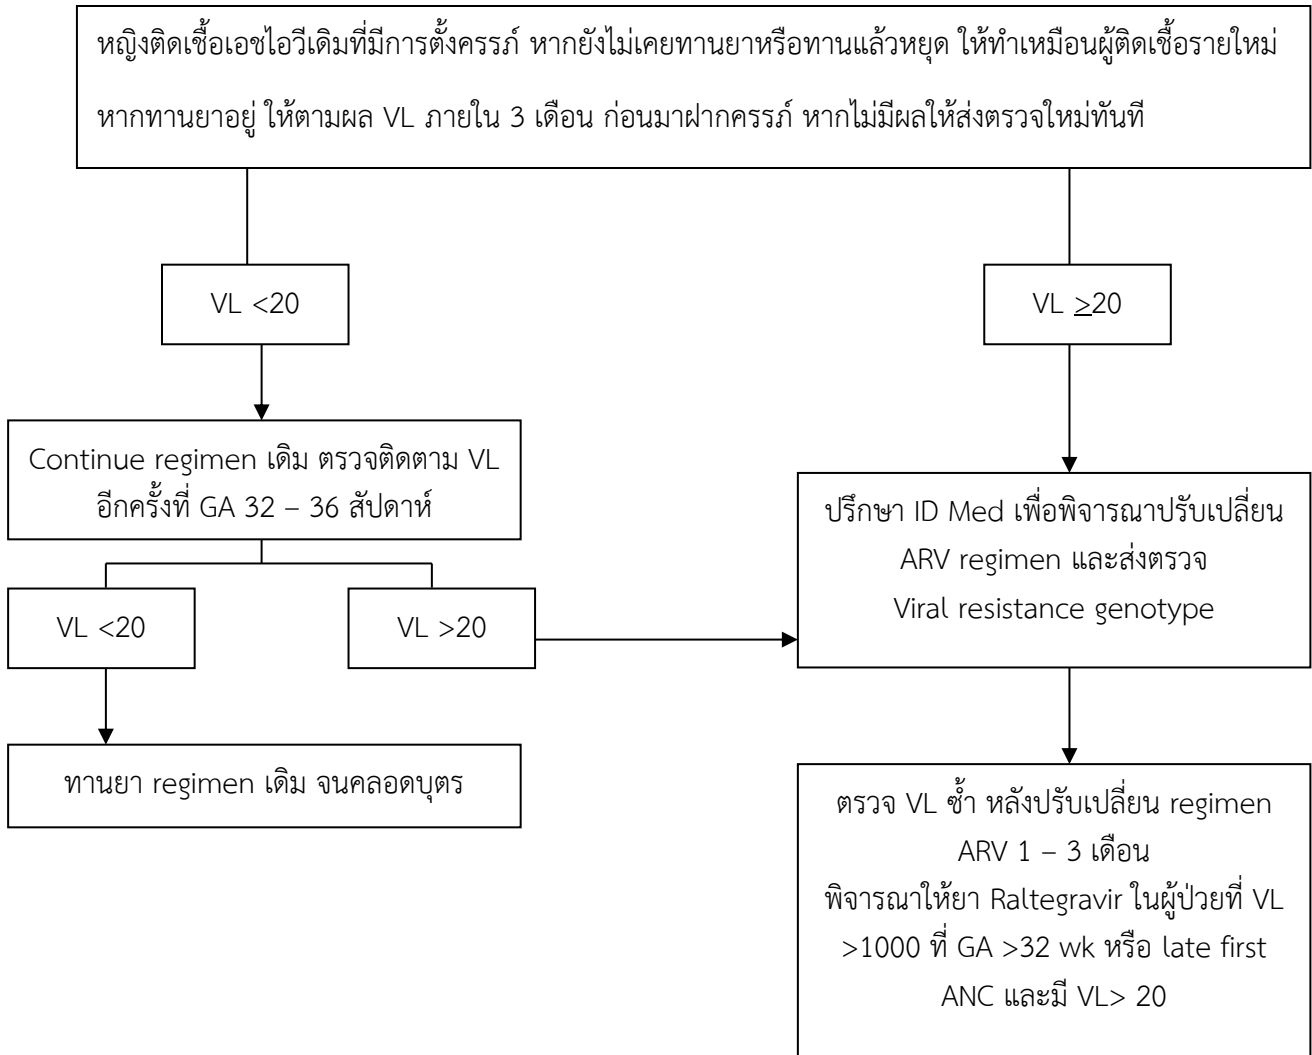 หญิงติดเชื้อเอชไอวีเดิมที่มีการตั้งครรภ์ หากยังไม่เคยทานยาหรือทานแล้วหยุด ให้ทำเหมือนผู้ติดเชื้อรายใหม่
หากทานยาอยู่ ให้ตามผล VL ภายใน 3 เดือน ก่อนมาฝากครรภ์ หากไม่มีผลให้ส่งตรวจใหม่ทันที
VL <20
VL ≥20
Continue regimen เดิม ตรวจติดตาม VL
อีกครั้งที่ GA 32 – 36 สัปดาห์
ปรึกษา ID Med เพื่อพิจารณาปรับเปลี่ยน
ARV regimen และส่งตรวจ
Viral resistance genotype
VL <20
VL >20
ทานยา regimen เดิม จนคลอดบุตร
ตรวจ VL ซ้ำ หลังปรับเปลี่ยน regimen
ARV 1 – 3 เดือน
พิจารณาให้ยา Raltegravir ในผู้ป่วยที่ VL
>1000 ที่ GA >32 wk หรือ late first
ANC และมี VL> 20